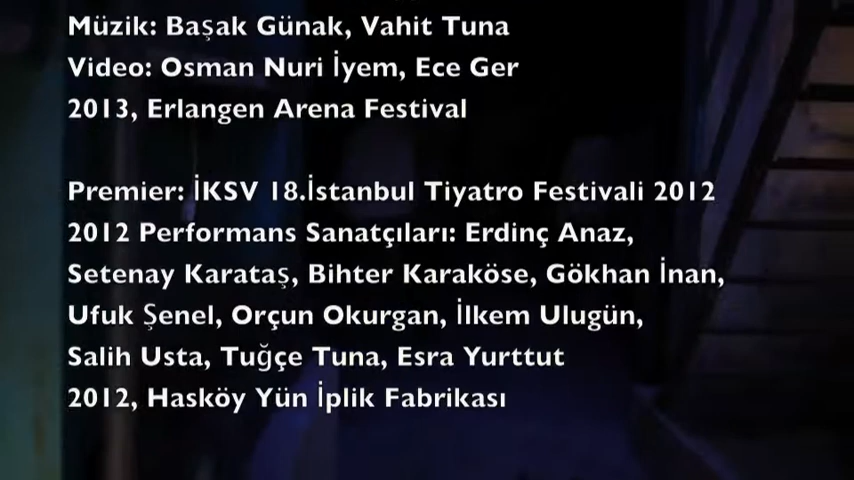 Müzik: Başak Günak, Vahit Tuna
Video: Osman Nuri İyem, Ece Ger
2013, Erlangen Arena Festival
Premier: İKSV 18.İstanbul Tiyatro Festivali 2012
2012 Performans Sanatçıları: Erdinç Anaz,
Setenay Karataş, Bihter Karaköse, Gökhan İnan,
Ufuk Şenel, Orçun Okurgan, İlkem Ulugün,
Salih Usta, Tuğçe Tuna, Esra Yurttut
2012, Hasköy Yün İplik Fabrikası